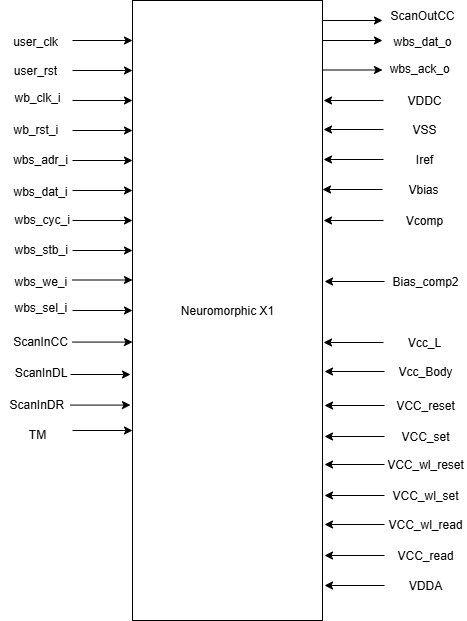 user_clk
user_rst
wb_clk_i
wb_rst_i
wbs_adr_i
wbs_dat_i
wbs_cyc_i
wbs_stb_i
wbs_we_i
wbs_sel_i
ScanInCC
ScanInDL
ScanInDR
TM
Neuromorphic X1
ScanOutCC
wbs_dat_o
wbs_ack_o
VDDC
VSS
Iref
Vbias
Vcomp
Bias_comp2
Vcc_L
Vcc_Body
VCC_reset
VCC_set
VCC_wl_reset
VCC_wl_set
VCC_wl_read
VCC_read
VDDA